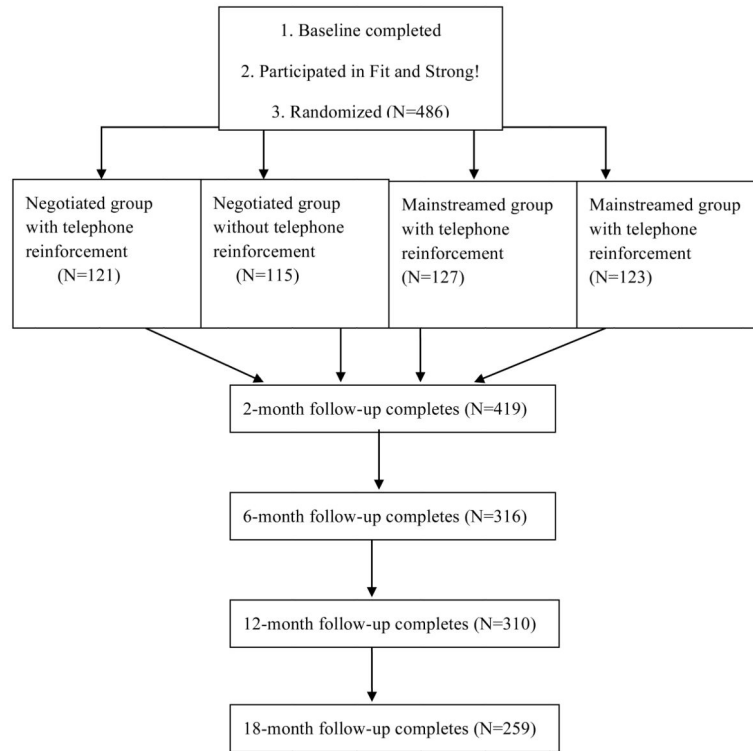 1. Baseline completed
2. Participated in Fit and Strong!
3. Randomized (N=486)
Negotiated group
with telephone
reinforcement
(N=121)
Negotiated group
without telephone
reinforcement
(N=115)
Mainstreamed group
with telephone
reinforcement
(N=127)
Mainstreamed group
with telephone
reinforcement
(N=123)
2-month follow-up completes (N=419)
6-month follow-up completes (N=316)
12-month follow-up completes (N=310)
18-month follow-up completes (N=259)